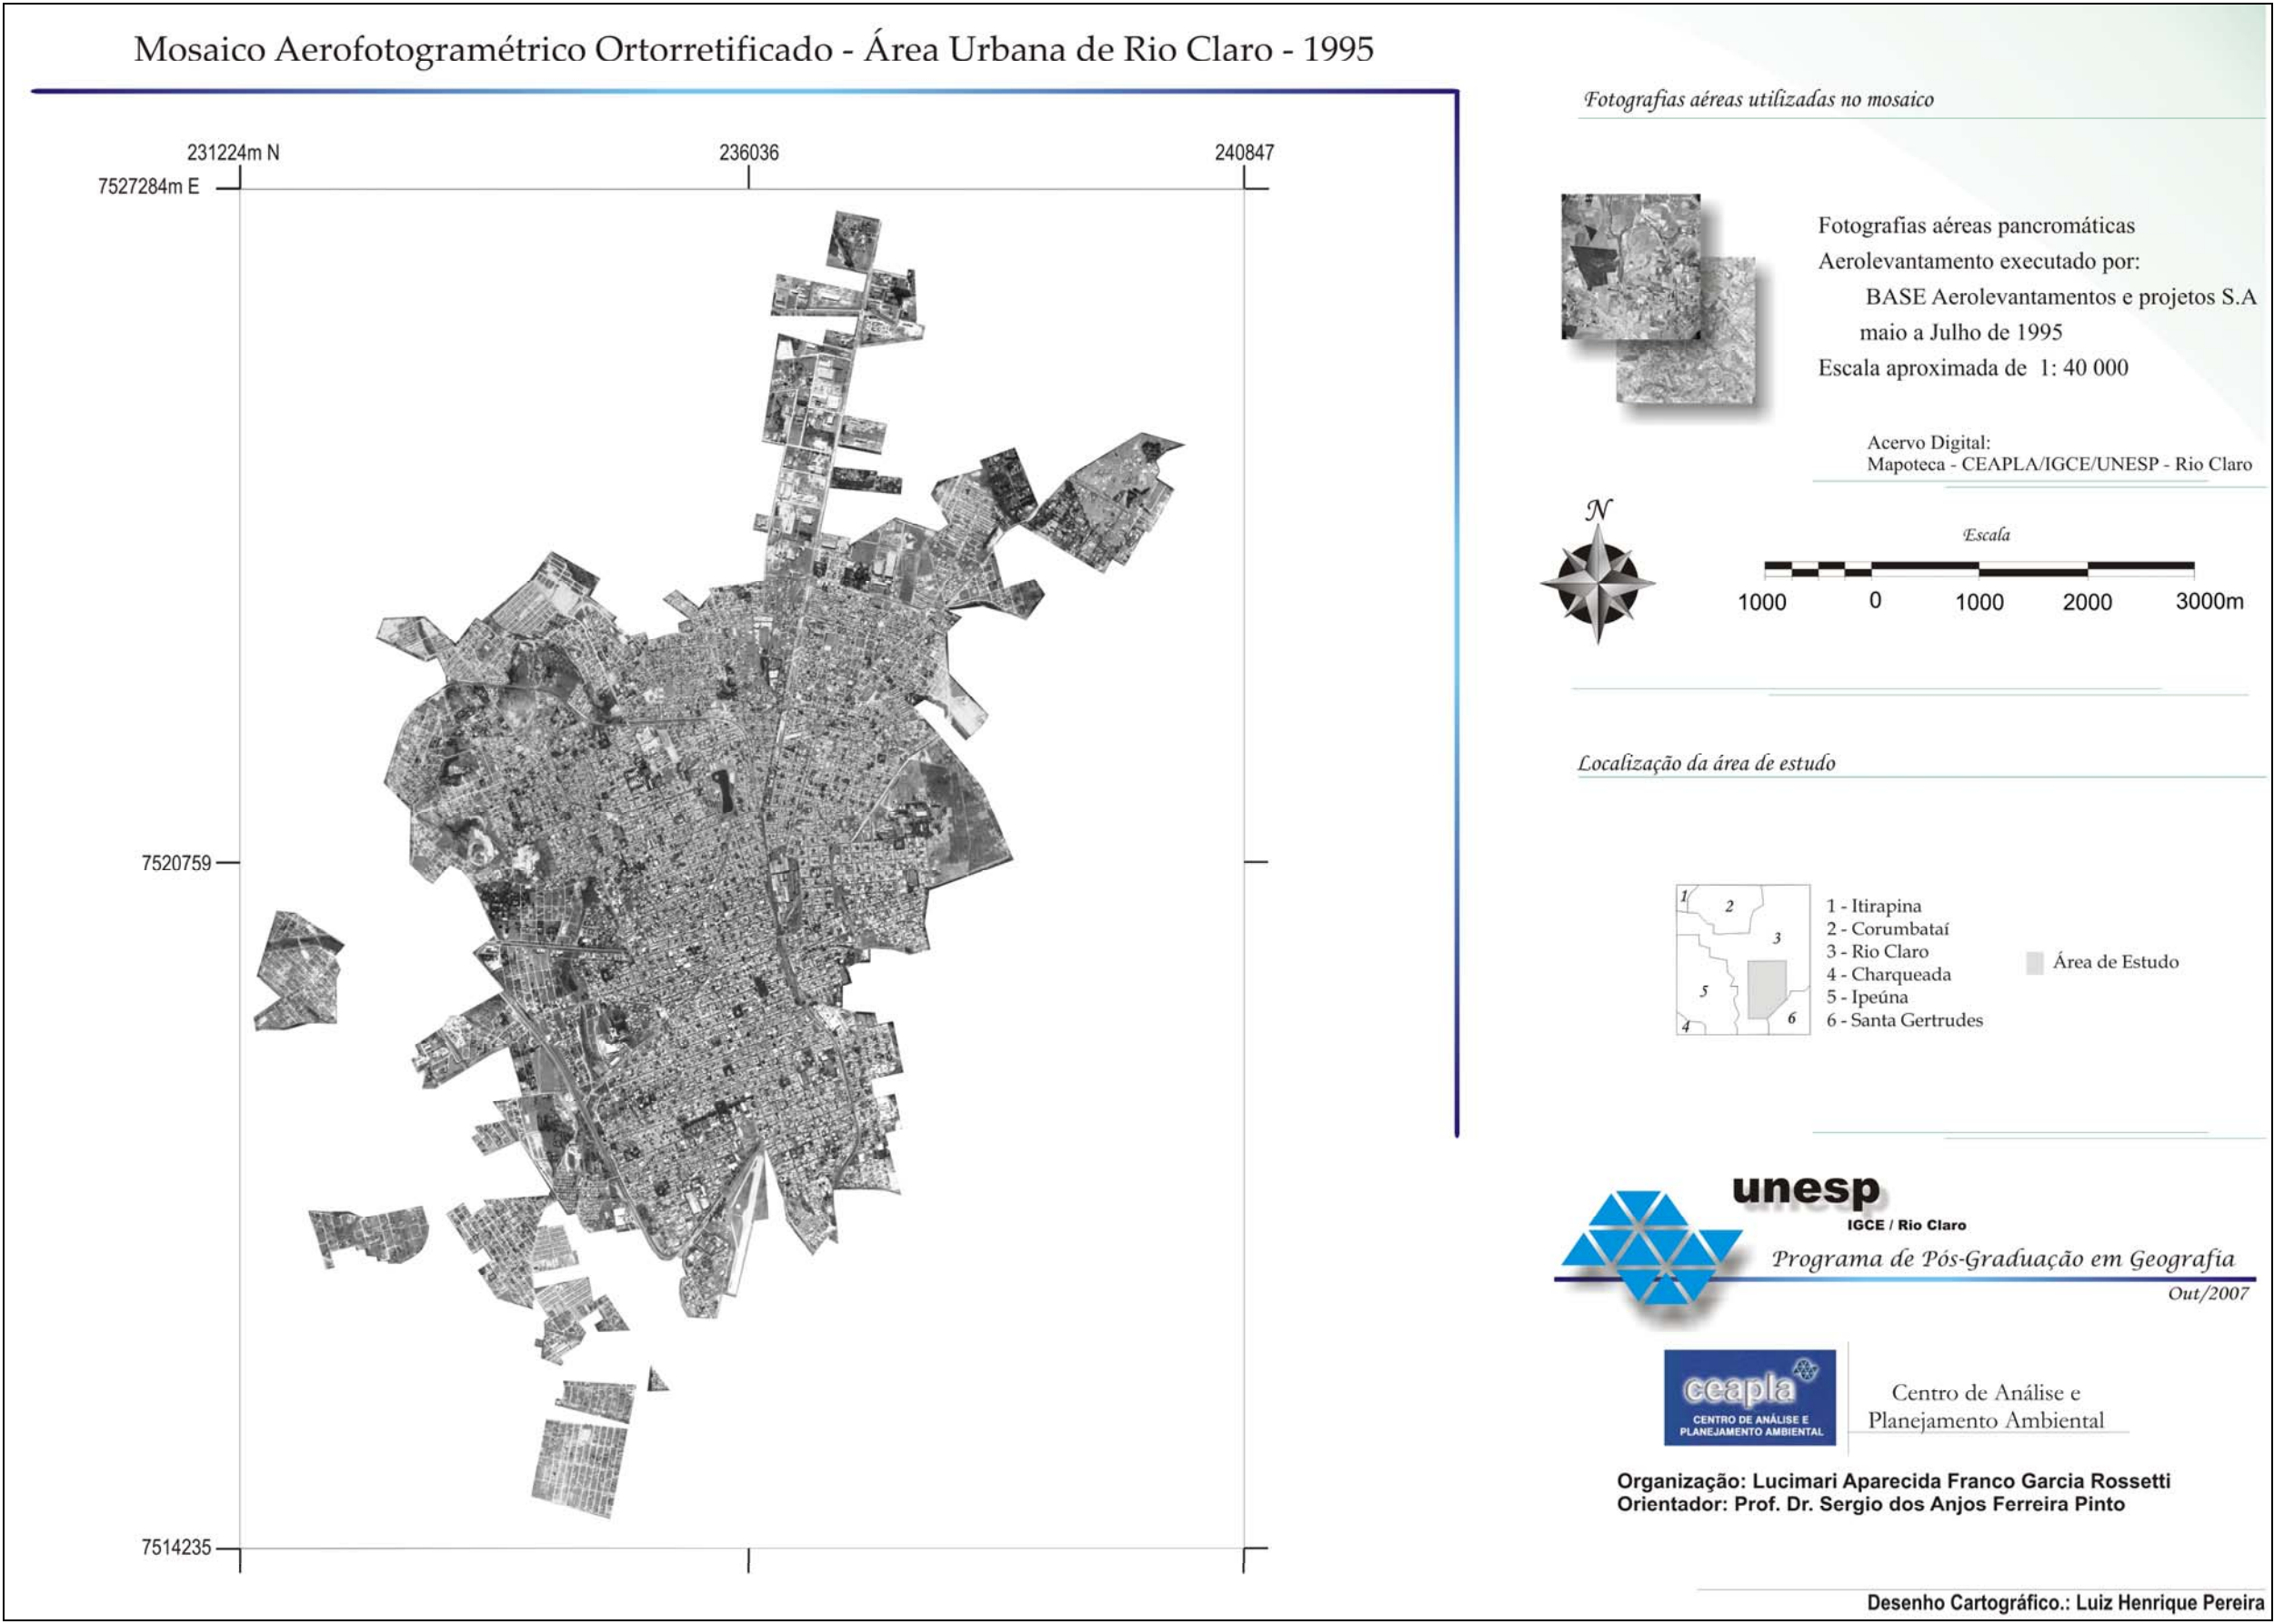 Mosaico Aerofotogramétrico Ortorretificado - Área Urbana de Rio Claro - 1995
231224m N
236036
240847
7527284m E
7520759
7514235
Fotografias aéreas utilizadas no mosaico
Fotografias aéreas pancromáticas
Aerolevantamento executado por:
BASE Aerolevantamentos e projetos S.A
maio a Julho de 1995
Escala aproximada de 1: 40 000
Acervo Digital:
Mapoteca - CEAPLA/IGCE/UNESP - Rio Claro
N
Escala
1000 0 1000 2000 3000m
Localização da área de estudo
1
2
3
5
6
4
1 - Itirapina
2 - Corumbataí
3 - Rio Claro
4 - Charqueada
5 - Ipeúna
6 - Santa Gertrudes
Área de Estudo
unesp
IGCE / Rio Claro
Programa de Pós-Graduação em Geografia
Out/2007
ceapla
CENTRO DE ANÁLISE E
PLANEJAMENTO AMBIENTAL
Centro de Análise e
Planejamento Ambiental
Organização: Lucimari Aparecida Franco Garcia Rossetti
Orientador: Prof. Dr. Sergio dos Anjos Ferreira Pinto
Desenho Cartográfico.: Luiz Henrique Pereira